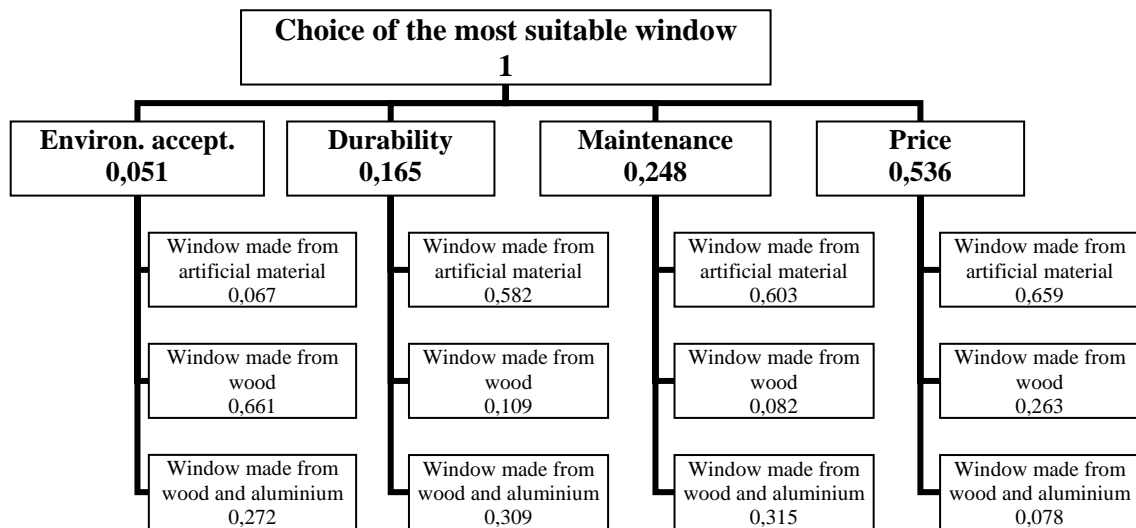 Choice of the most suitable window
1
Environ. accept.
0,051
Durability
0,165
Maintenance
0,248
Price
0,536
Window made from
artificial material
0,067
Window made from
artificial material
0,582
Window made from
artificial material
0,603
Window made from
artificial material
0,659
Window made from
wood
0,661
Window made from
wood
0,109
Window made from
wood
0,082
Window made from
wood
0,263
Window made from
wood and aluminium
0,272
Window made from
wood and aluminium
0,309
Window made from
wood and aluminium
0,315
Window made from
wood and aluminium
0,078